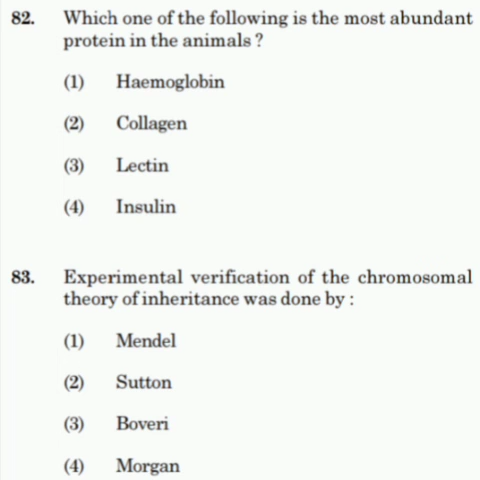 82. Which one of the following is the most abundant
protein in the animals ?
(1) Haemoglobin
(2) Collagen
(3) Lectin
(4) Insulin
83. Experimental verification of the chromosomal
theory of inheritance was done by :
(1) Mendel
(2) Sutton
(3) Boveri
(4) Morgan